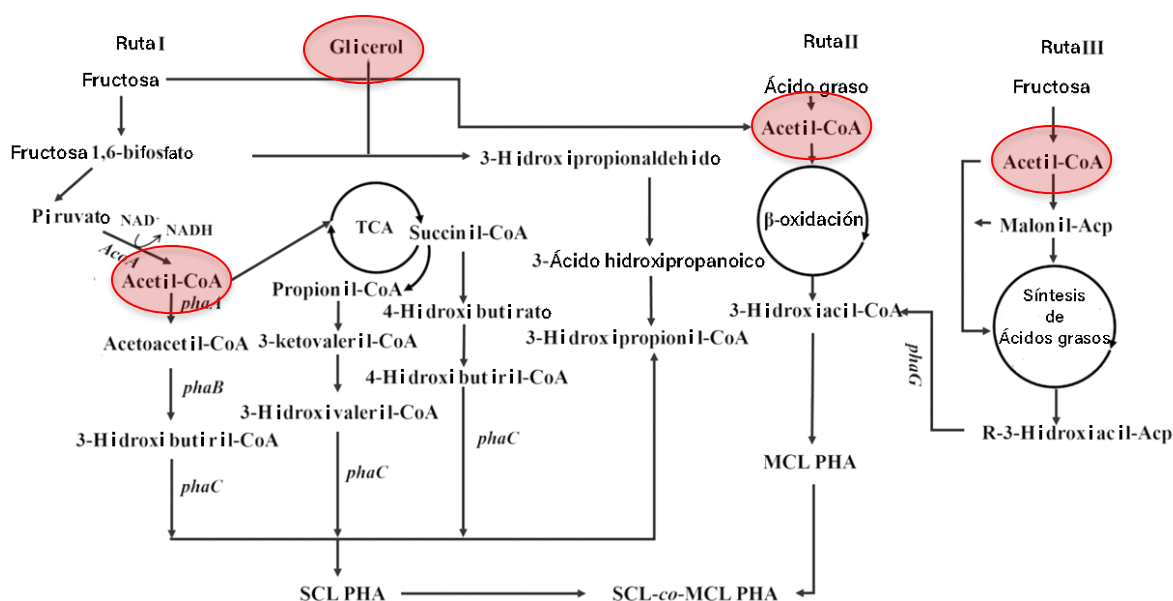 Ruta I
Glicerol
Ruta II
Ruta III
Fructosa
Ácido graso
Fructosa
Acetil-CoA
Fructosa 1,6-bifosfato
3-Hidroxipropionaldehido
Acetil-CoA
Piruvato
NAD-
NADH
AcoA
TCA
Succinil-CoA
β-oxidación
Malonil-Acp
Acetil-CoA
3-Ácido hidroxipropanoico
phaA
Propionil-CoA
4-Hidroxibutirato
3-Hidroxiacil-CoA
Síntesis
de
Ácidos grasos
Acetoacetil-CoA
3-ketovaleril-CoA
3-Hidroxipropionil-CoA
phaG
phaB
4-Hidroxibutiril-CoA
3-Hidroxivaleril-CoA
3-Hidroxibutiril-CoA
phaC
R-3-Hidroxiacil-Acp
MCL PHA
phaC
phaC
SCL PHA
SCL-co-MCL PHA